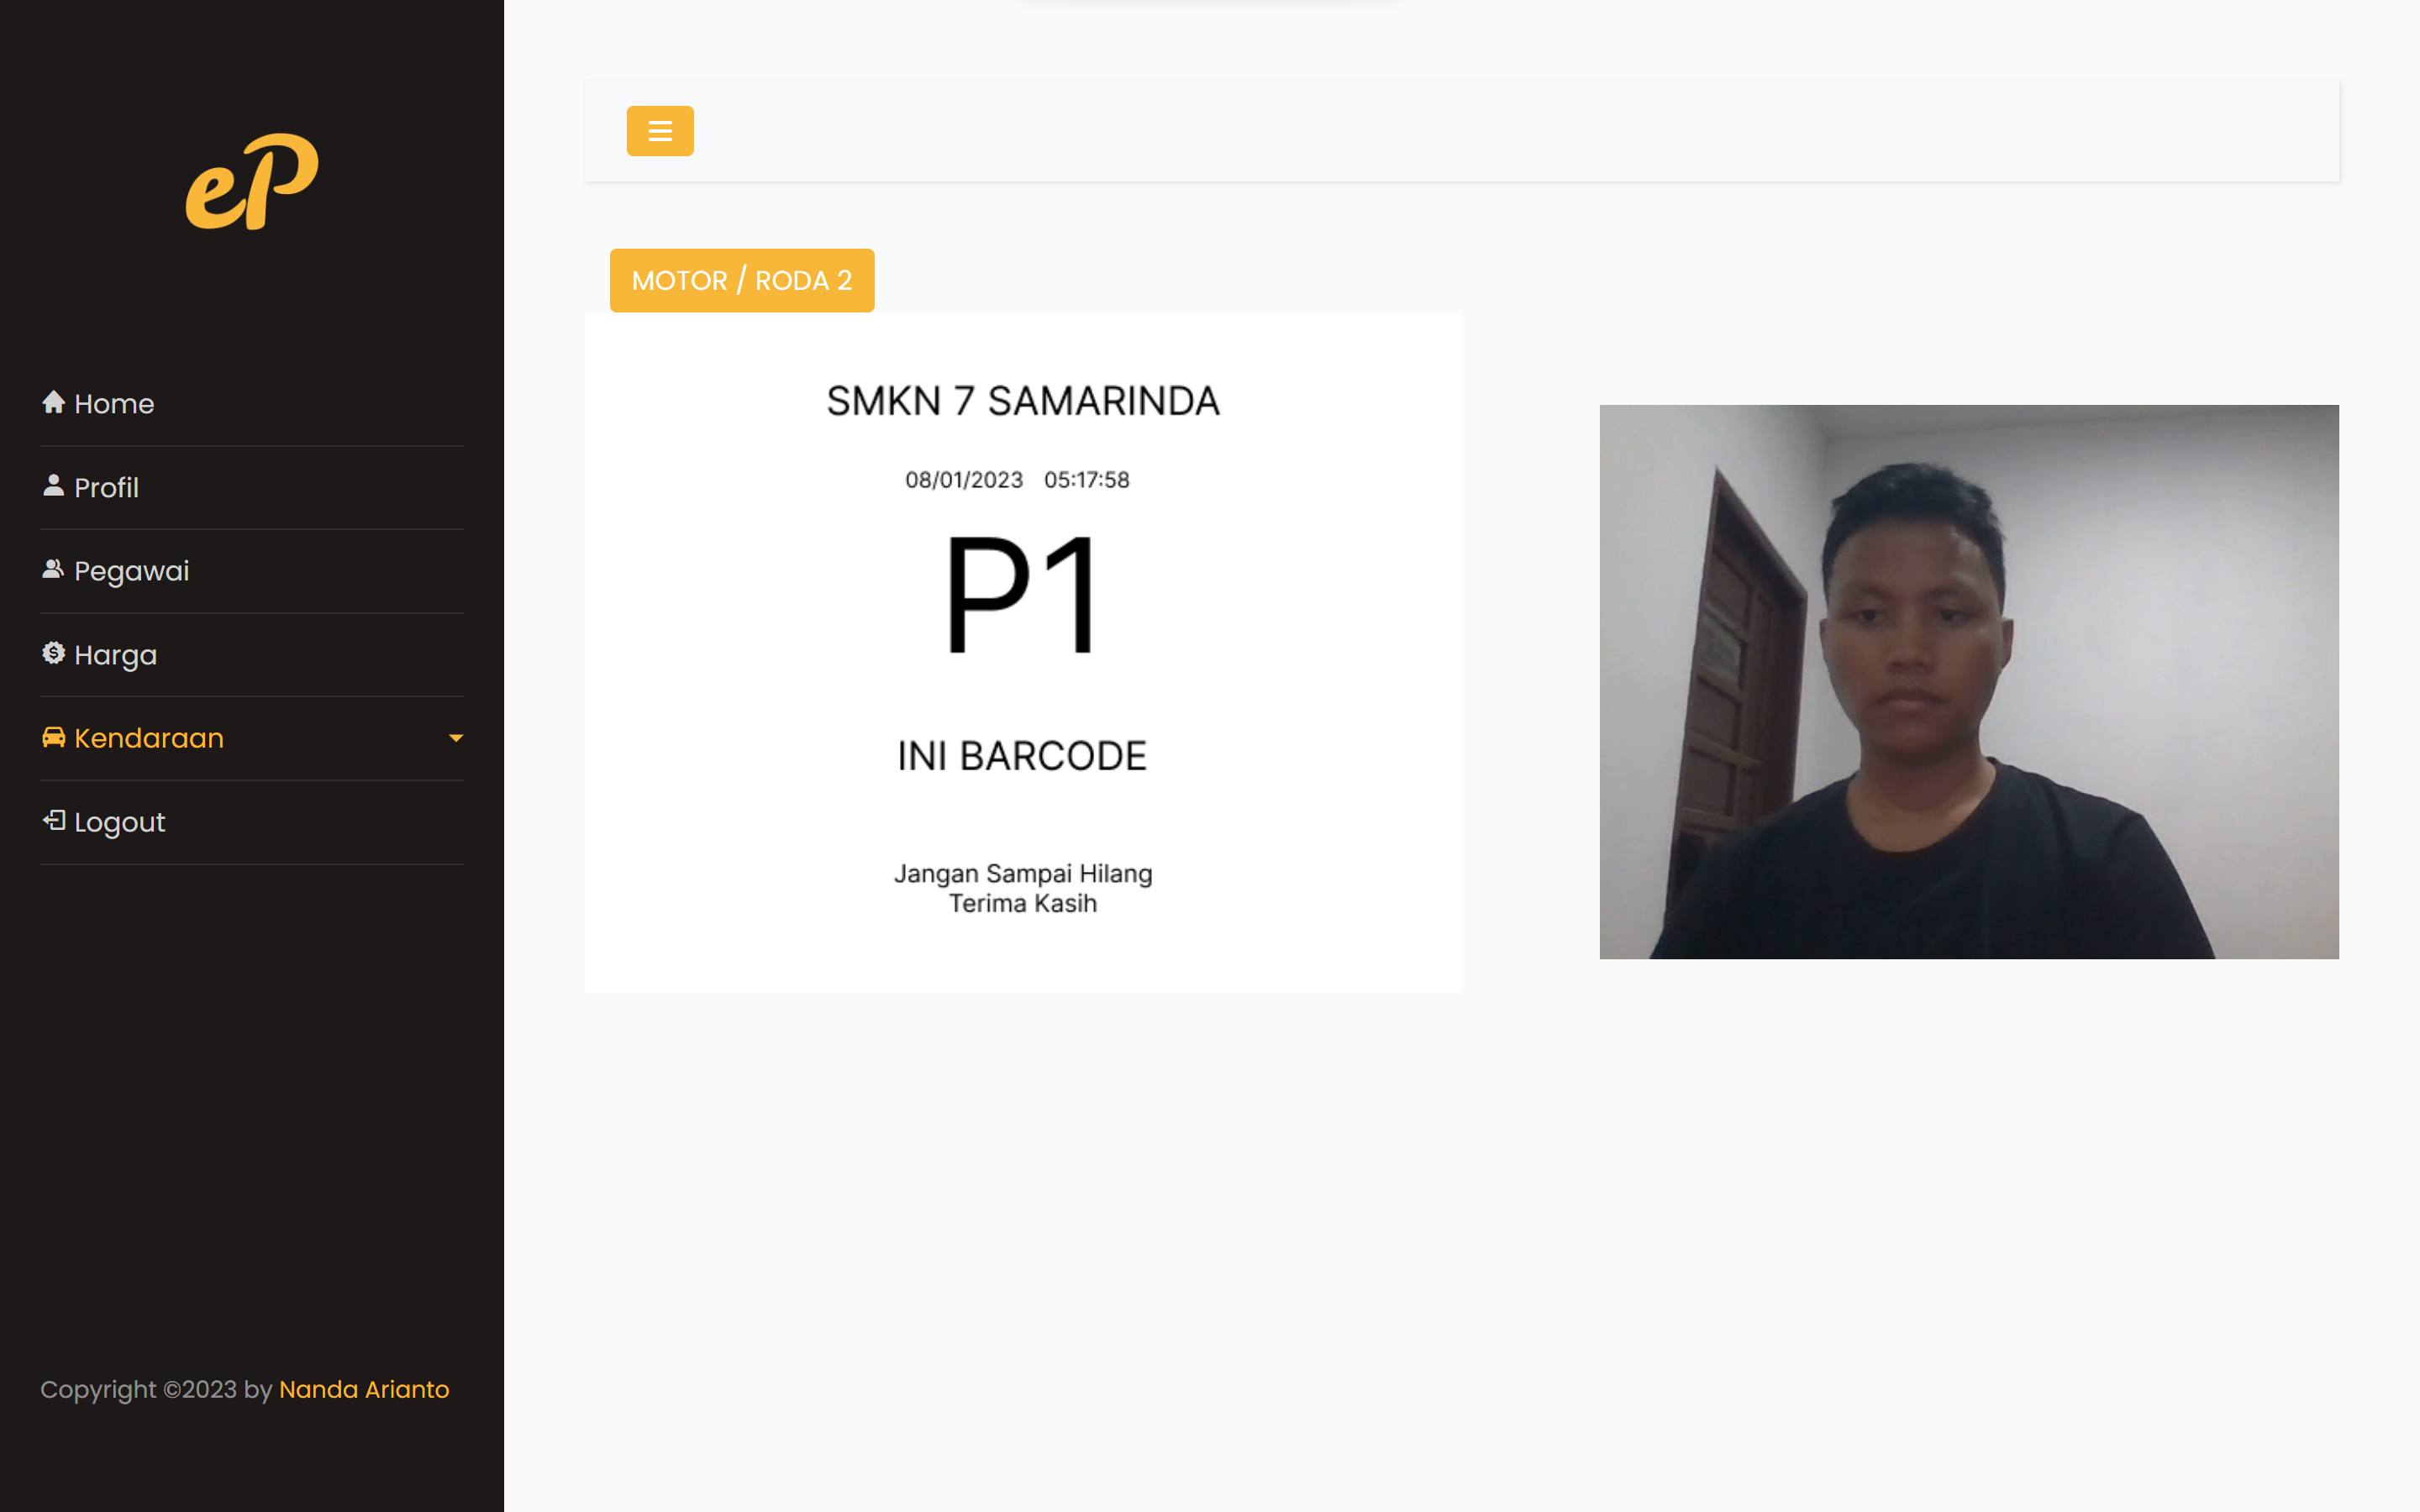 eP
Home
Profil
Pegawai
Harga
Kendaraan
Logout
Copyright ©2023 by Nanda Arianto
MOTOR / RODA 2
SMKN 7 SAMARINDA
08/01/2023 05:17:58
P1
INI BARCODE
Jangan Sampai Hilang
Terima Kasih